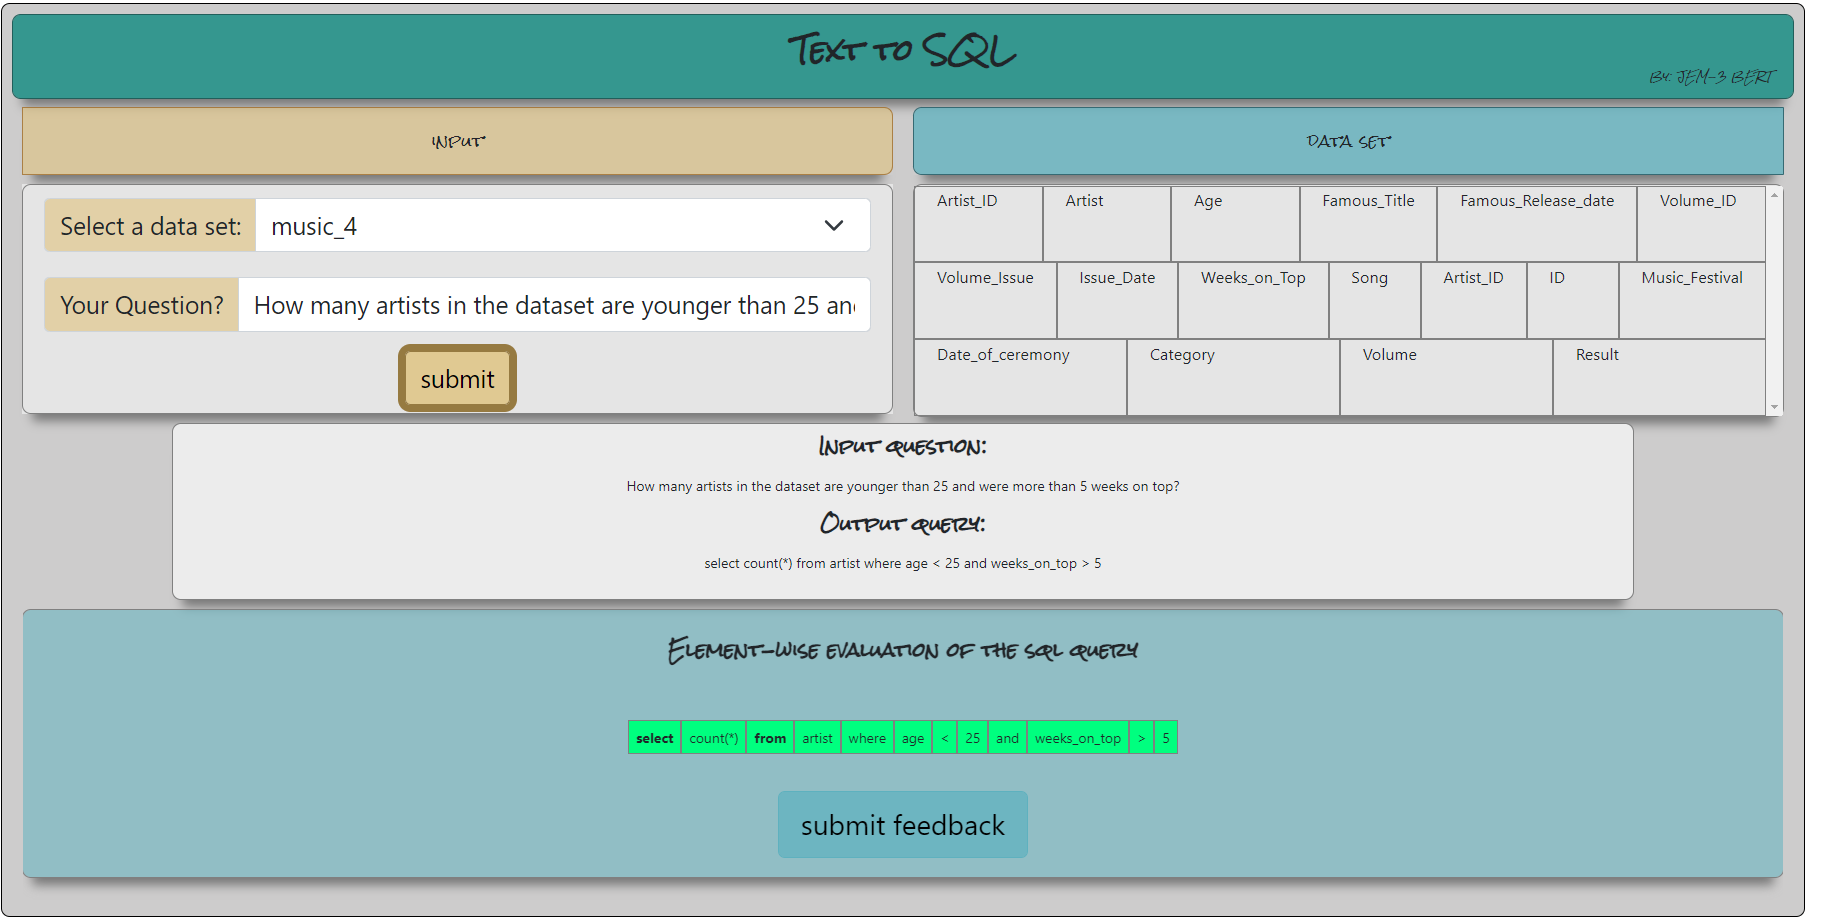 Text to SQL
By: JEM-3 BERT
INPUT
DATA SET
Select a data set: music_4
Your Question? How many artists in the dataset are younger than 25 an
submit
Artist_ID Artist Age Famous_Title Famous_Release_date Volume_ID
Volume_Issue Issue_Date Weeks_on_Top Song Artist_ID ID Music_Festival
Date_of_ceremony Category Volume Result
Input question:
How many artists in the dataset are younger than 25 and were more than 5 weeks on top?
Output query:
select count(*) from artist where age < 25 and weeks_on_top > 5
Element-wise evaluation of the sql query
select count(*) from artist where age < 25 and weeks_on_top > 5
submit feedback